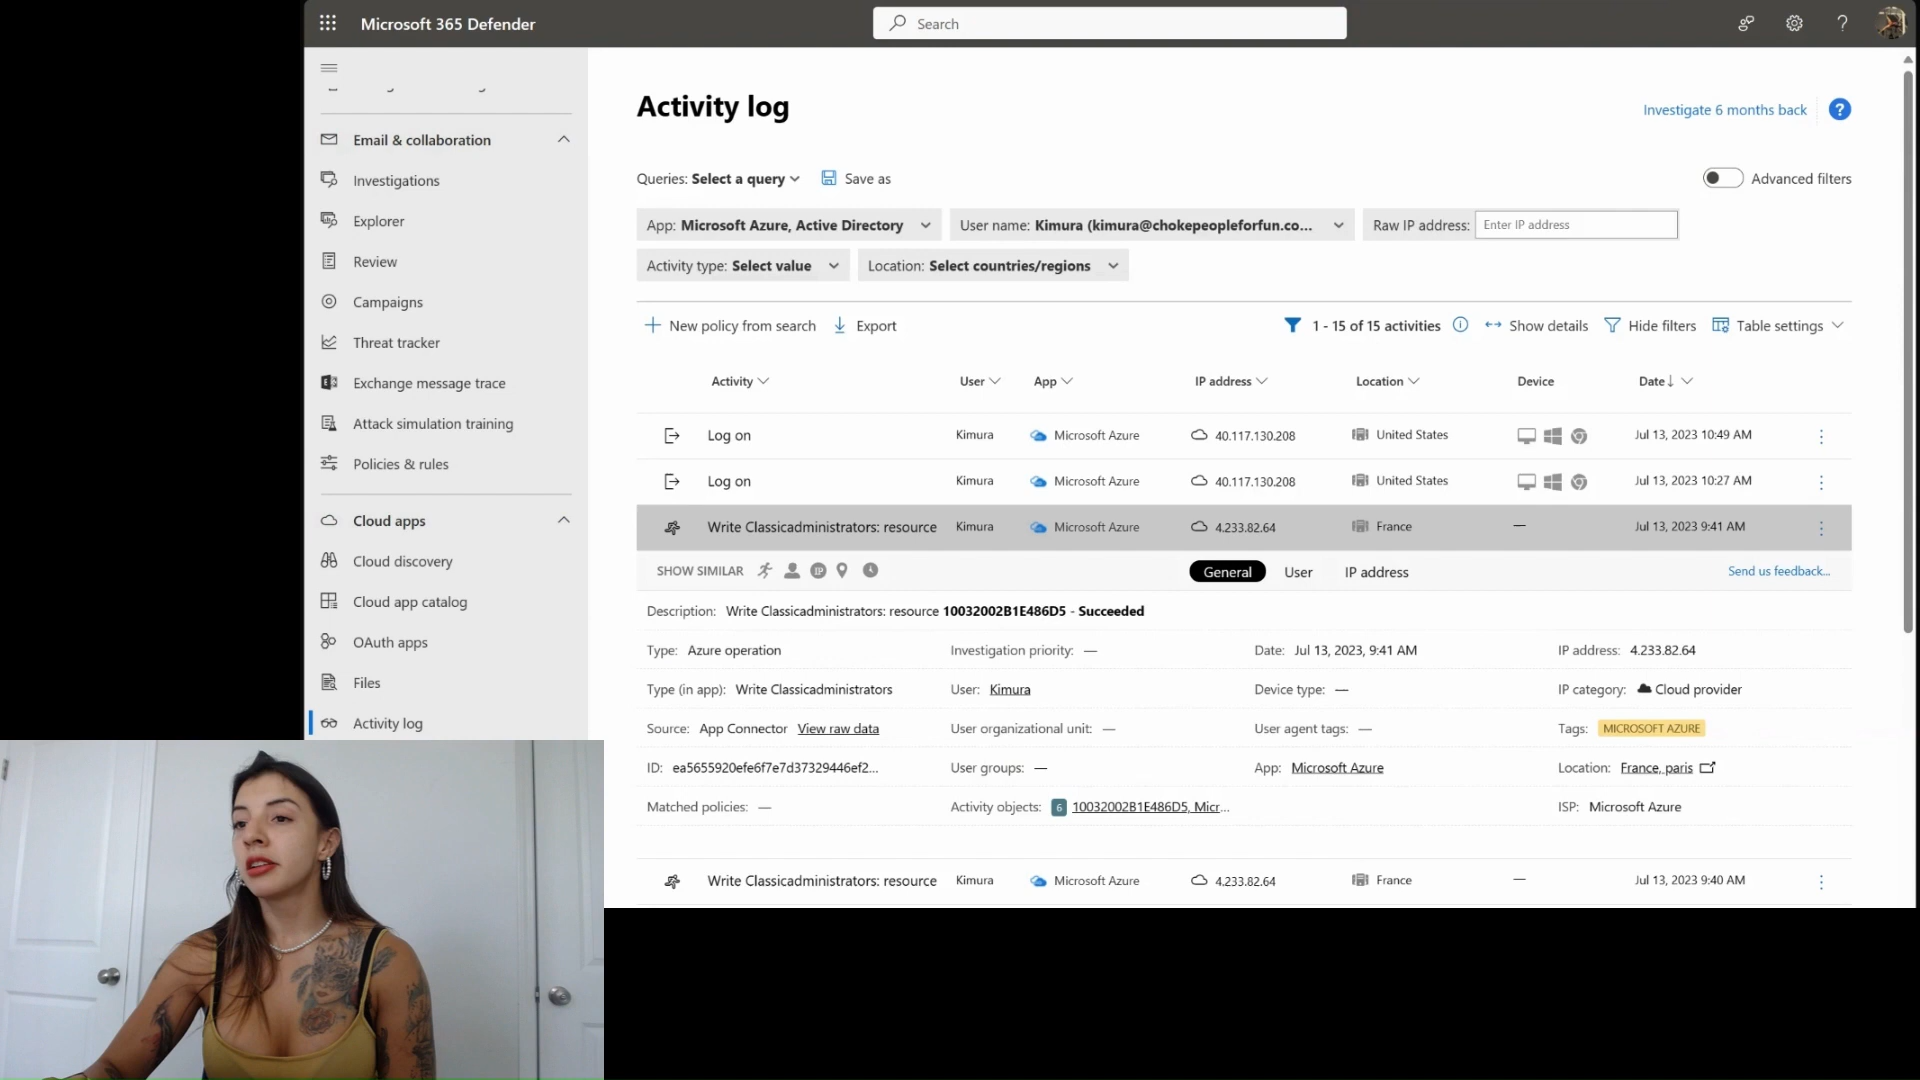 Microsoft 365 Defender
Search
Email & collaboration
Investigations
Explorer
Review
Campaigns
Threat tracker
Exchange message trace
Attack simulation training
Policies & rules
Cloud apps
Cloud discovery
Cloud app catalog
OAuth apps
Files
Activity log
Activity log
Investigate 6 months back
Queries: Select a query
Save as
Advanced filters
App: Microsoft Azure, Active Directory
User name: Kimura (kimura@chokepeopleforfun.co...
Raw IP address: Enter IP address
Activity type: Select value
Location: Select countries/regions
New policy from search
Export
1 - 15 of 15 activities
Show details
Hide filters
Table settings
Activity User App IP address Location Device Date
Log on Kimura Microsoft Azure 40.117.130.208 United States Jul 13, 2023 10:49 AM
Log on Kimura Microsoft Azure 40.117.130.208 United States Jul 13, 2023 10:27 AM
Write Classicadministrators: resource Kimura Microsoft Azure 4.233.82.64 France — Jul 13, 2023 9:41 AM
SHOW SIMILAR IP General User IP address Send us feedback...
Description: Write Classicadministrators: resource 10032002B1E486D5 - Succeeded
Type: Azure operation Investigation priority: — Date: Jul 13, 2023, 9:41 AM IP address: 4.233.82.64
Type (in app): Write Classicadministrators User: Kimura Device type: — IP category: Cloud provider
Source: App Connector View raw data User organizational unit: — User agent tags: — Tags: MICROSOFT AZURE
ID: ea5655920efe6f7e7d37329446ef2... User groups: — App: Microsoft Azure Location: France, paris
Matched policies: — Activity objects: 6 10032002B1E486D5, Micr... ISP: Microsoft Azure
Write Classicadministrators: resource Kimura Microsoft Azure 4.233.82.64 France — Jul 13, 2023 9:40 AM